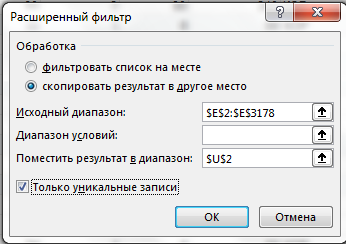 Расширенный фильтр
Обработка
фильтровать список на месте
скопировать результат в другое место
Исходный диапазон: $E$2:$E$3178
Диапазон условий:
Поместить результат в диапазон: $U$2
Только уникальные записи
ОК Отмена